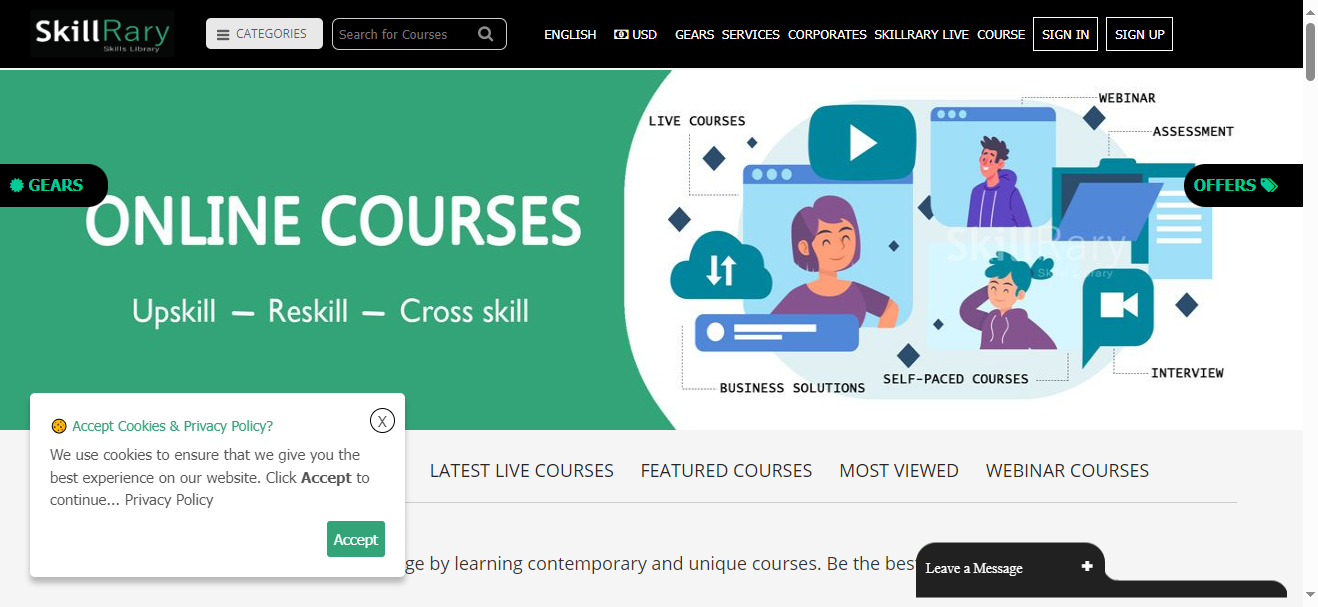 SkillRary
Skills Library
CATEGORIES
Search for Courses
ENGLISH
USD
GEARS
SERVICES
CORPORATES
SKILLRARY LIVE
COURSE
SIGN IN
SIGN UP
GEARS
OFFERS
ONLINE COURSES
Upskill — Reskill — Cross skill
LIVE COURSES
WEBINAR
ASSESSMENT
SkillRary
Skills Library
BUSINESS SOLUTIONS
SELF-PACED COURSES
INTERVIEW
Accept Cookies & Privacy Policy?
X
We use cookies to ensure that we give you the
best experience on our website. Click Accept to
continue... Privacy Policy
Accept
LATEST LIVE COURSES
FEATURED COURSES
MOST VIEWED
WEBINAR COURSES
by learning contemporary and unique courses. Be the
Leave a Message